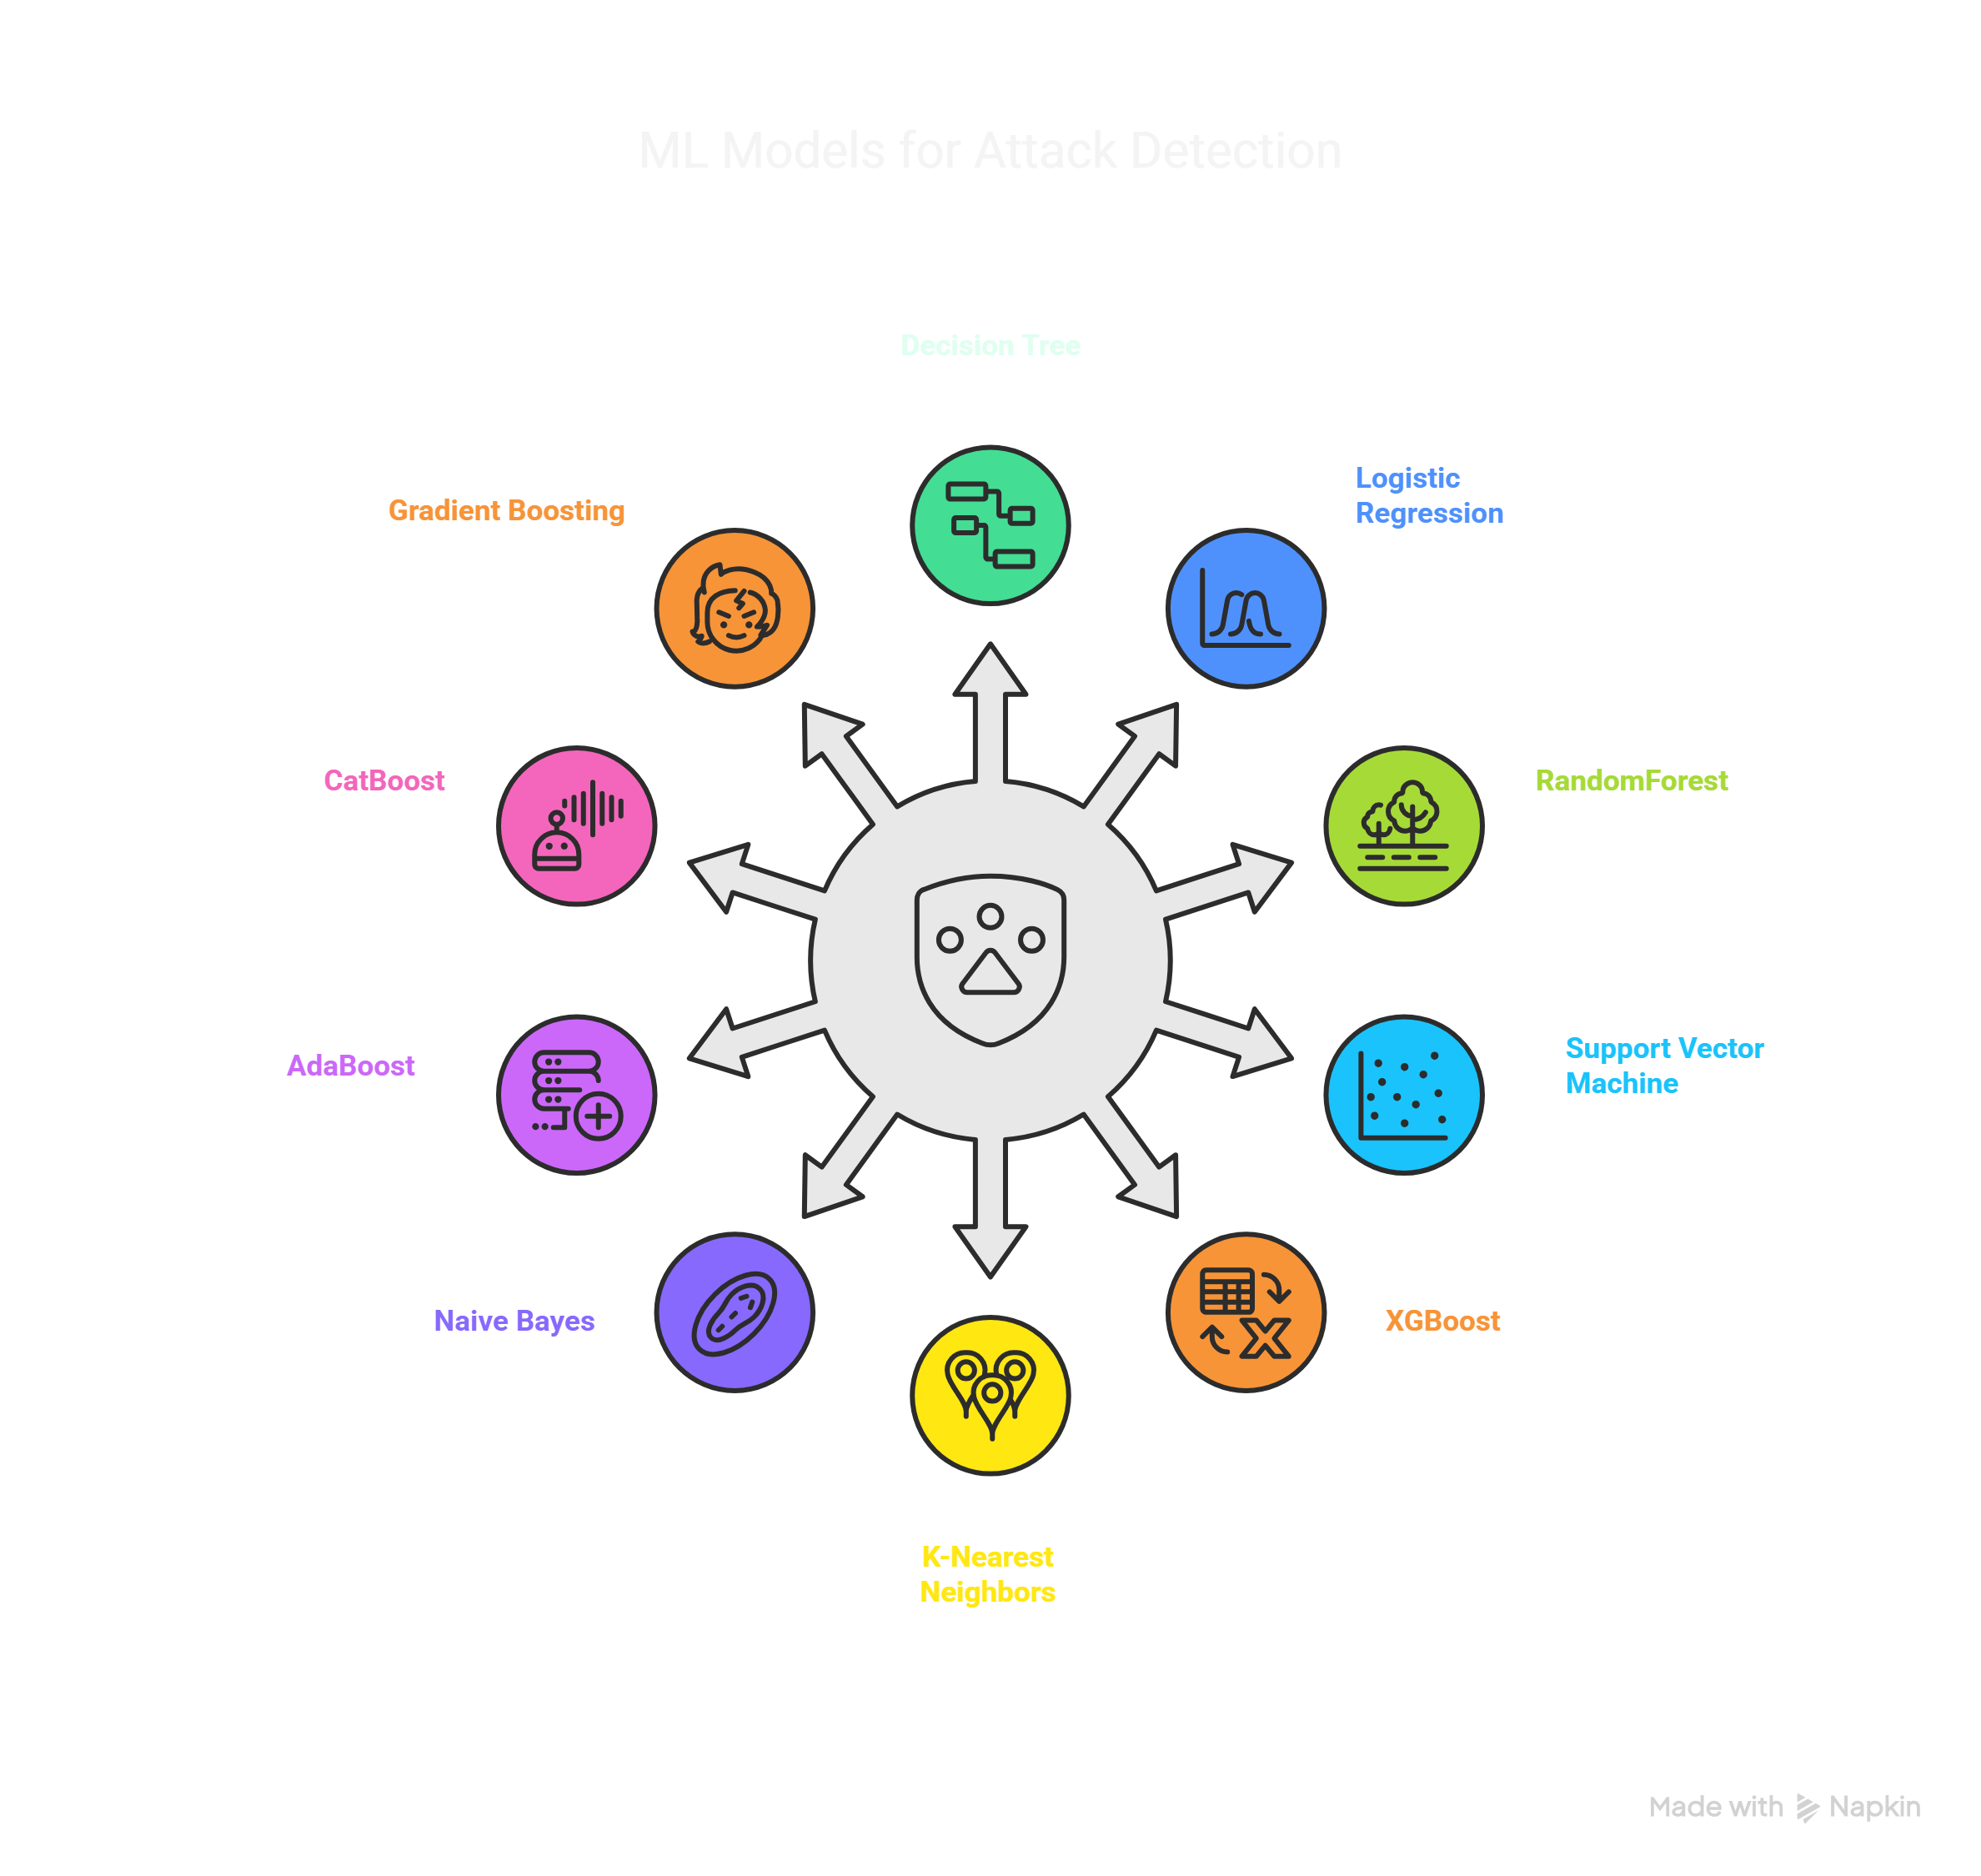 ML Models for Attack Detection
Decision Tree
Logistic
Regression
Gradient Boosting
CatBoost
RandomForest
AdaBoost
Support Vector
Machine
Naive Bayes
XGBoost
K-Nearest
Neighbors
Made with Napkin